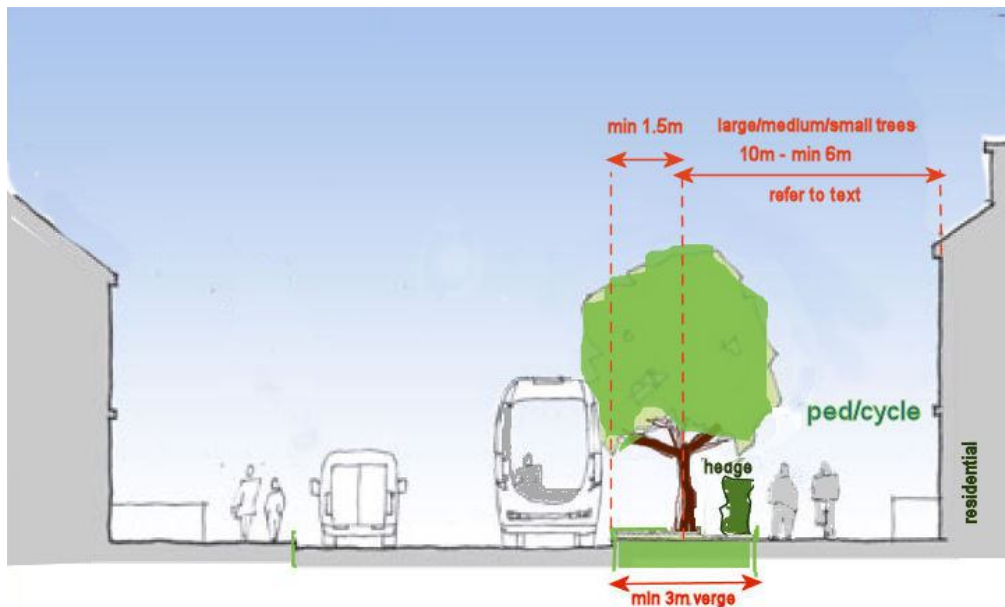 min 1.5m
large/medium/small trees
10m - min 6m
refer to text
ped/cycle
hedge
residential
min 3m verge